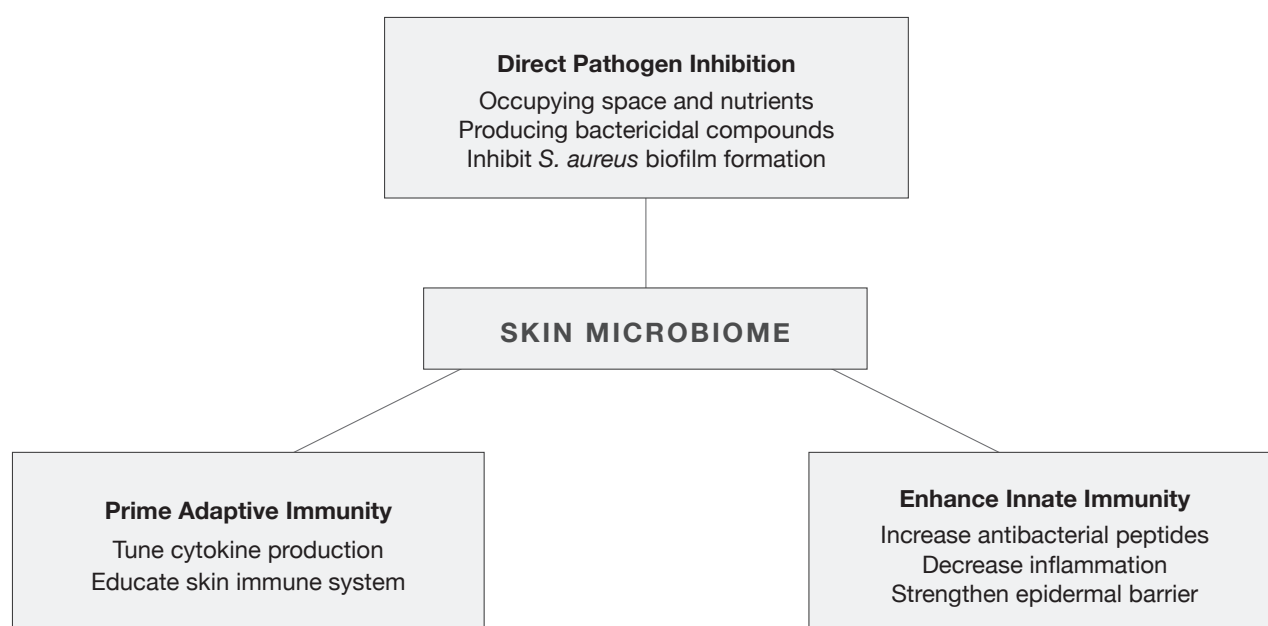 Direct Pathogen Inhibition
Occupying space and nutrients
Producing bactericidal compounds
Inhibit S. aureus biofilm formation
SKIN MICROBIOME
Prime Adaptive Immunity
Tune cytokine production
Educate skin immune system
Enhance Innate Immunity
Increase antibacterial peptides
Decrease inflammation
Strengthen epidermal barrier